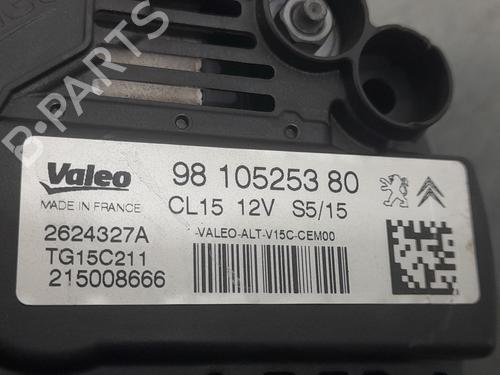 B-PARTS
Valeo
MADE IN FRANCE
98 105253 80
CL15 12V S5/15
2624327A
TG15C211
215008666
-VALEO-ALT-V15C-CEM00